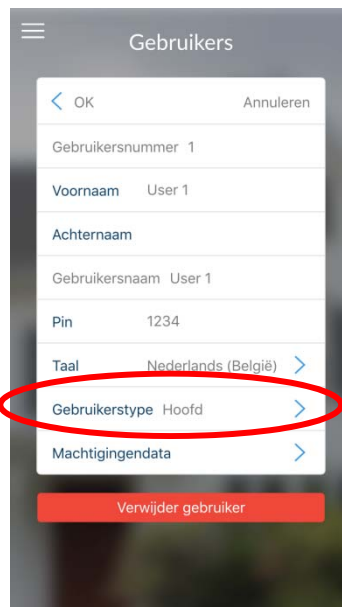 Gebruikers
OK Annuleren
Gebruikersnummer 1
Voornaam User 1
Achternaam
Gebruikersnaam User 1
Pin 1234
Taal Nederlands (België)
Gebruikerstype Hoofd
Machtigingendata
Verwijder gebruiker